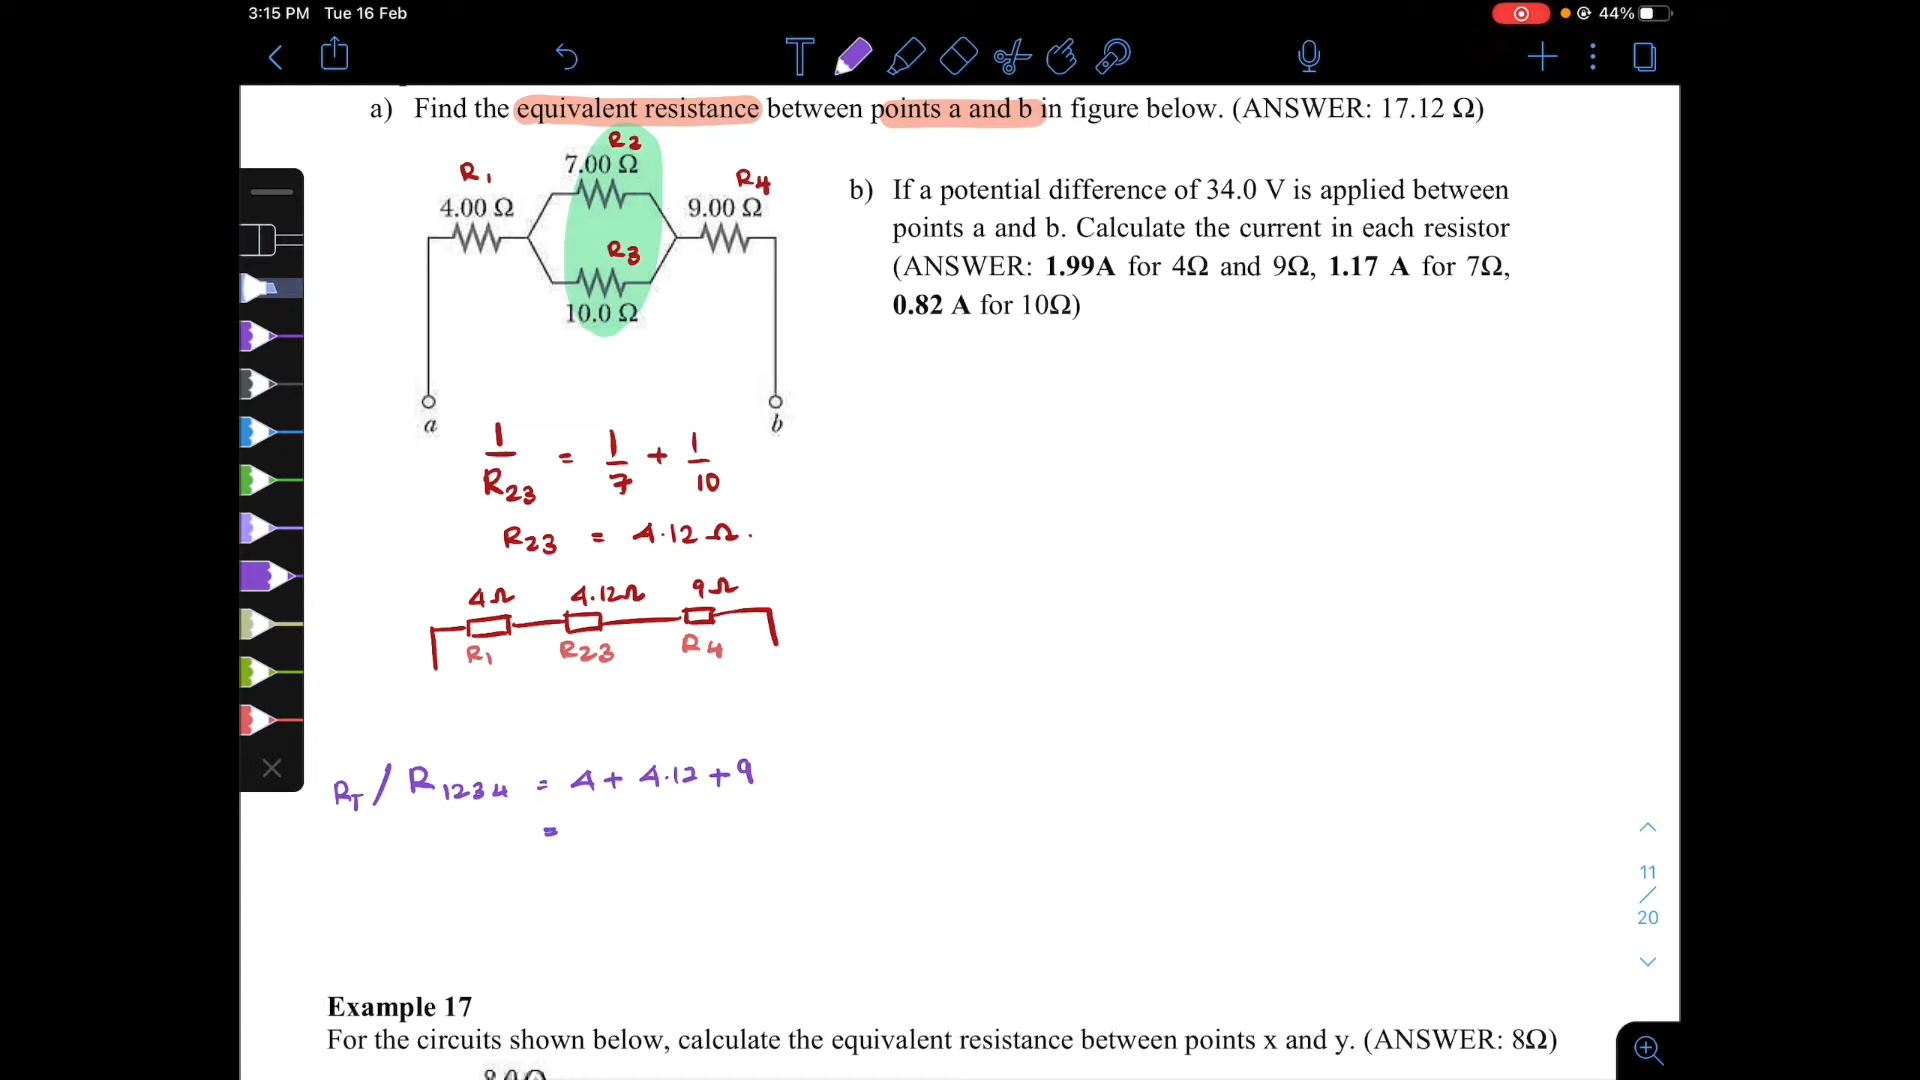 3:15 PM Tue 16 Feb
44%
a) Find the equivalent resistance between points a and b in figure below. (ANSWER: 17.12 Ω)
R2
7.00 Ω
R1
4.00 Ω
R4
9.00 Ω
R3
10.0 Ω
a
b
b) If a potential difference of 34.0 V is applied between
points a and b. Calculate the current in each resistor
(ANSWER: 1.99A for 4Ω and 9Ω, 1.17 A for 7Ω,
0.82 A for 10Ω)
1/R23 = 1/7 + 1/10
R23 = 4.12 Ω.
4Ω 4.12Ω 9Ω
R1 R23 R4
RT / R1234 = 4 + 4.12 + 9
=
11
/
20
Example 17
For the circuits shown below, calculate the equivalent resistance between points x and y. (ANSWER: 8Ω)